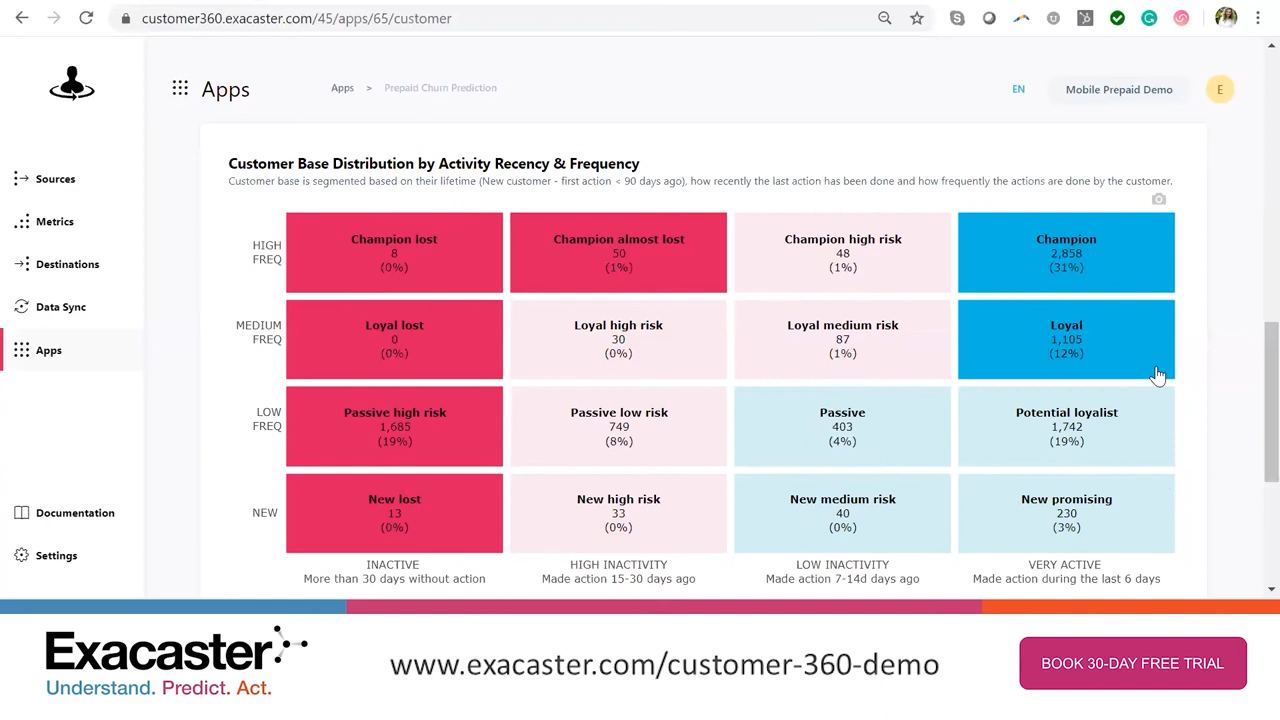 customer360.exacaster.com/45/apps/65/customer
Apps
Apps > Prepaid Churn Prediction
EN
Mobile Prepaid Demo
E
Sources
Metrics
Destinations
Data Sync
Apps
Documentation
Settings
Customer Base Distribution by Activity Recency & Frequency
Customer base is segmented based on their lifetime (New customer - first action < 90 days ago), how recently the last action has been done and how frequently the actions are done by the customer.
HIGH
FREQ
Champion lost
8
(0%)
Champion almost lost
50
(1%)
Champion high risk
48
(1%)
Champion
2,858
(31%)
MEDIUM
FREQ
Loyal lost
0
(0%)
Loyal high risk
30
(0%)
Loyal medium risk
87
(1%)
Loyal
1,105
(12%)
LOW
FREQ
Passive high risk
1,685
(19%)
Passive low risk
749
(8%)
Passive
403
(4%)
Potential loyalist
1,742
(19%)
NEW
New lost
13
(0%)
New high risk
33
(0%)
New medium risk
40
(0%)
New promising
230
(3%)
INACTIVE
More than 30 days without action
HIGH INACTIVITY
Made action 15-30 days ago
LOW INACTIVITY
Made action 7-14d days ago
VERY ACTIVE
Made action during the last 6 days
Exacaster
Understand. Predict. Act.
www.exacaster.com/customer-360-demo
BOOK 30-DAY FREE TRIAL